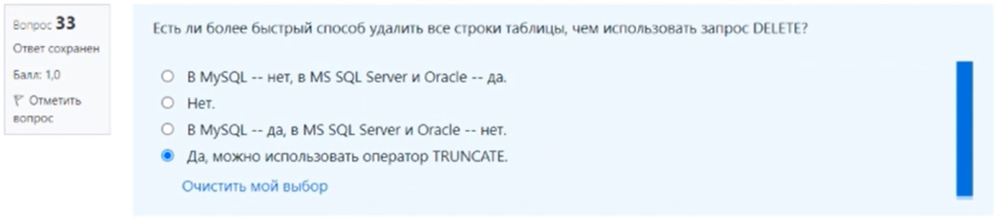 Вопрос 33
Ответ сохранен
Балл: 1,0
Отметить
вопрос
Есть ли более быстрый способ удалить все строки таблицы, чем использовать запрос DELETE?
В MySQL -- нет, в MS SQL Server и Oracle -- да.
Нет.
В MySQL -- да, в MS SQL Server и Oracle -- нет.
Да, можно использовать оператор TRUNCATE.
Очистить мой выбор